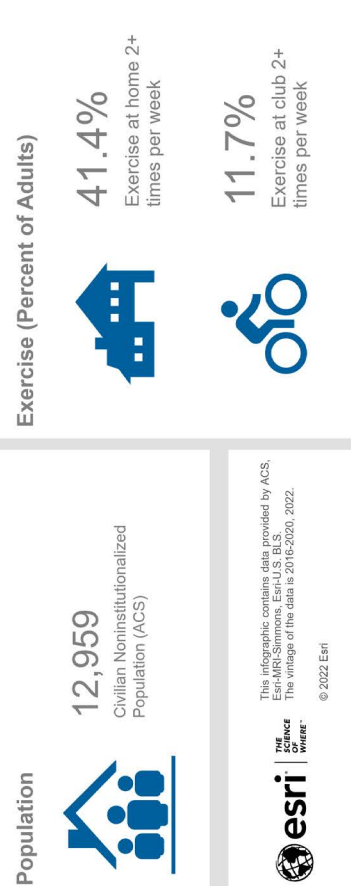 Population
12,959
Civilian Noninstitutionalized
Population (ACS)
Exercise (Percent of Adults)
41.4%
Exercise at home 2+
times per week
11.7%
Exercise at club 2+
times per week
esri
THE
SCIENCE
OF
WHERE™
This infographic contains data provided by ACS,
Esri-MRI-Simmons, Esri-U.S. BLS.
The vintage of the data is 2016-2020, 2022.
© 2022 Esri